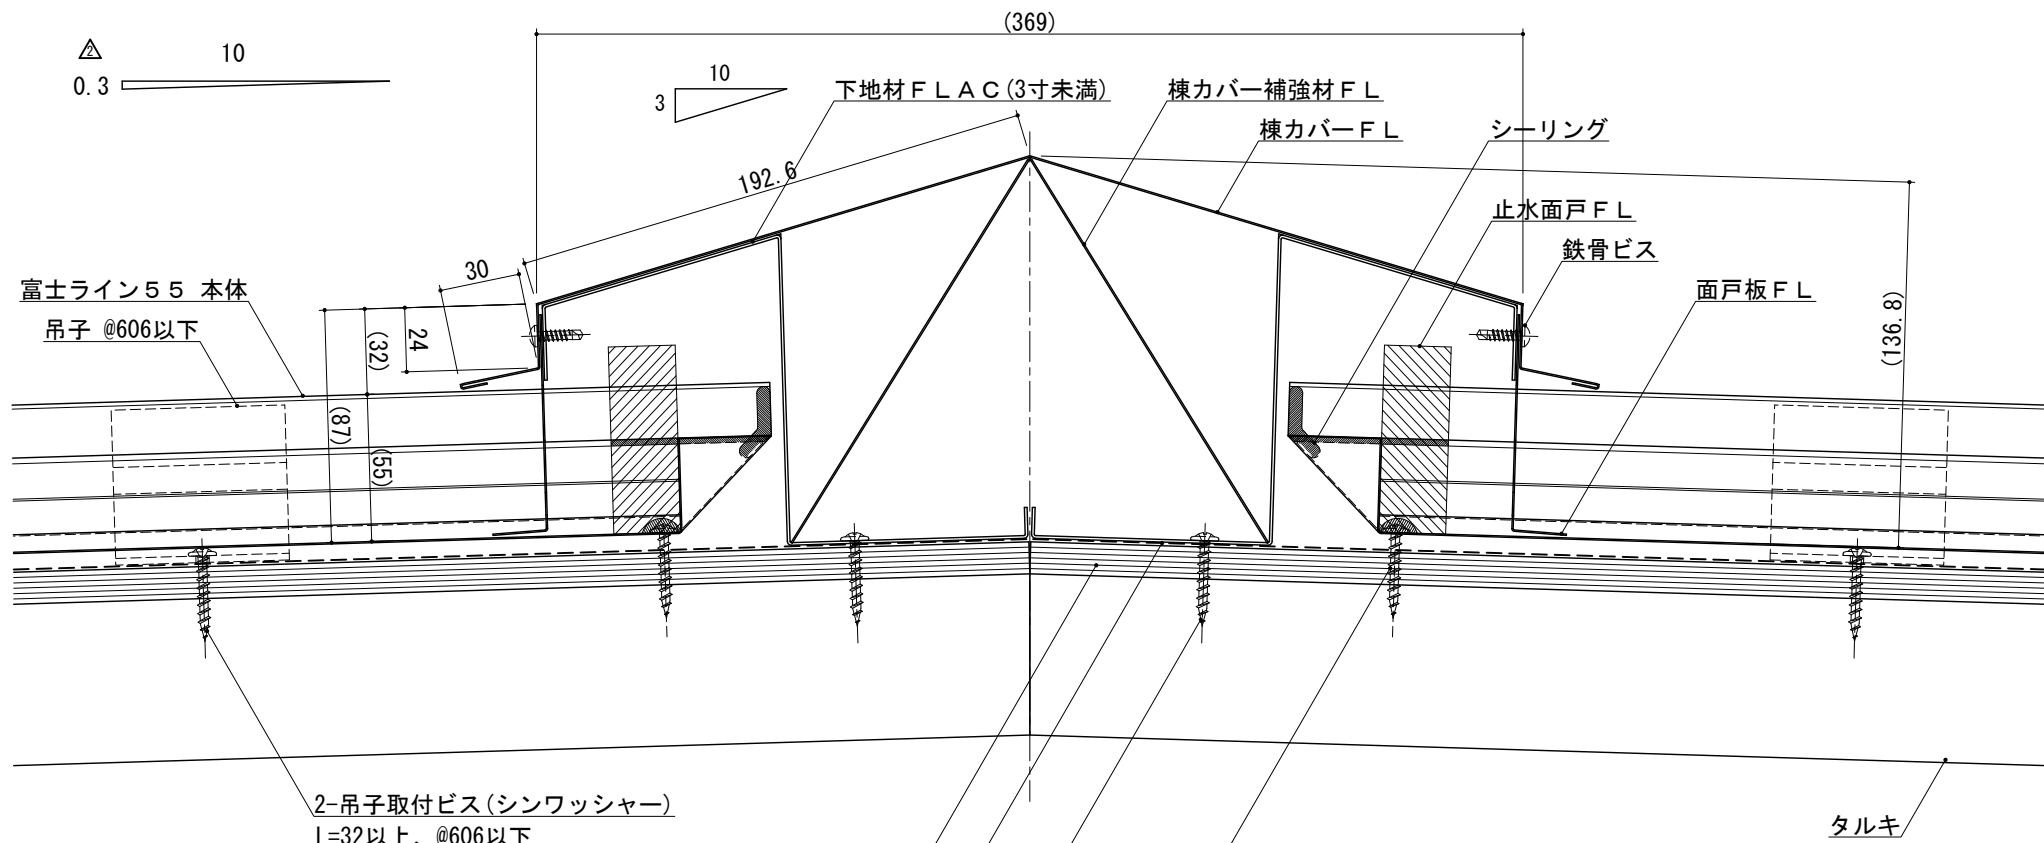 (369)
2
10
0.3
10
3
下地材FLAC(3寸未満)
棟カバー補強材FL
棟カバーFL
シーリング
192.6
止水面戸FL
鉄骨ビス
30
富士ライン55 本体
面戸板FL
吊子 @606以下
24
(32)
(136.8)
(87)
(55)
2-吊子取付ビス(シンワッシャー)
l=32以上、@606以下
タルキ